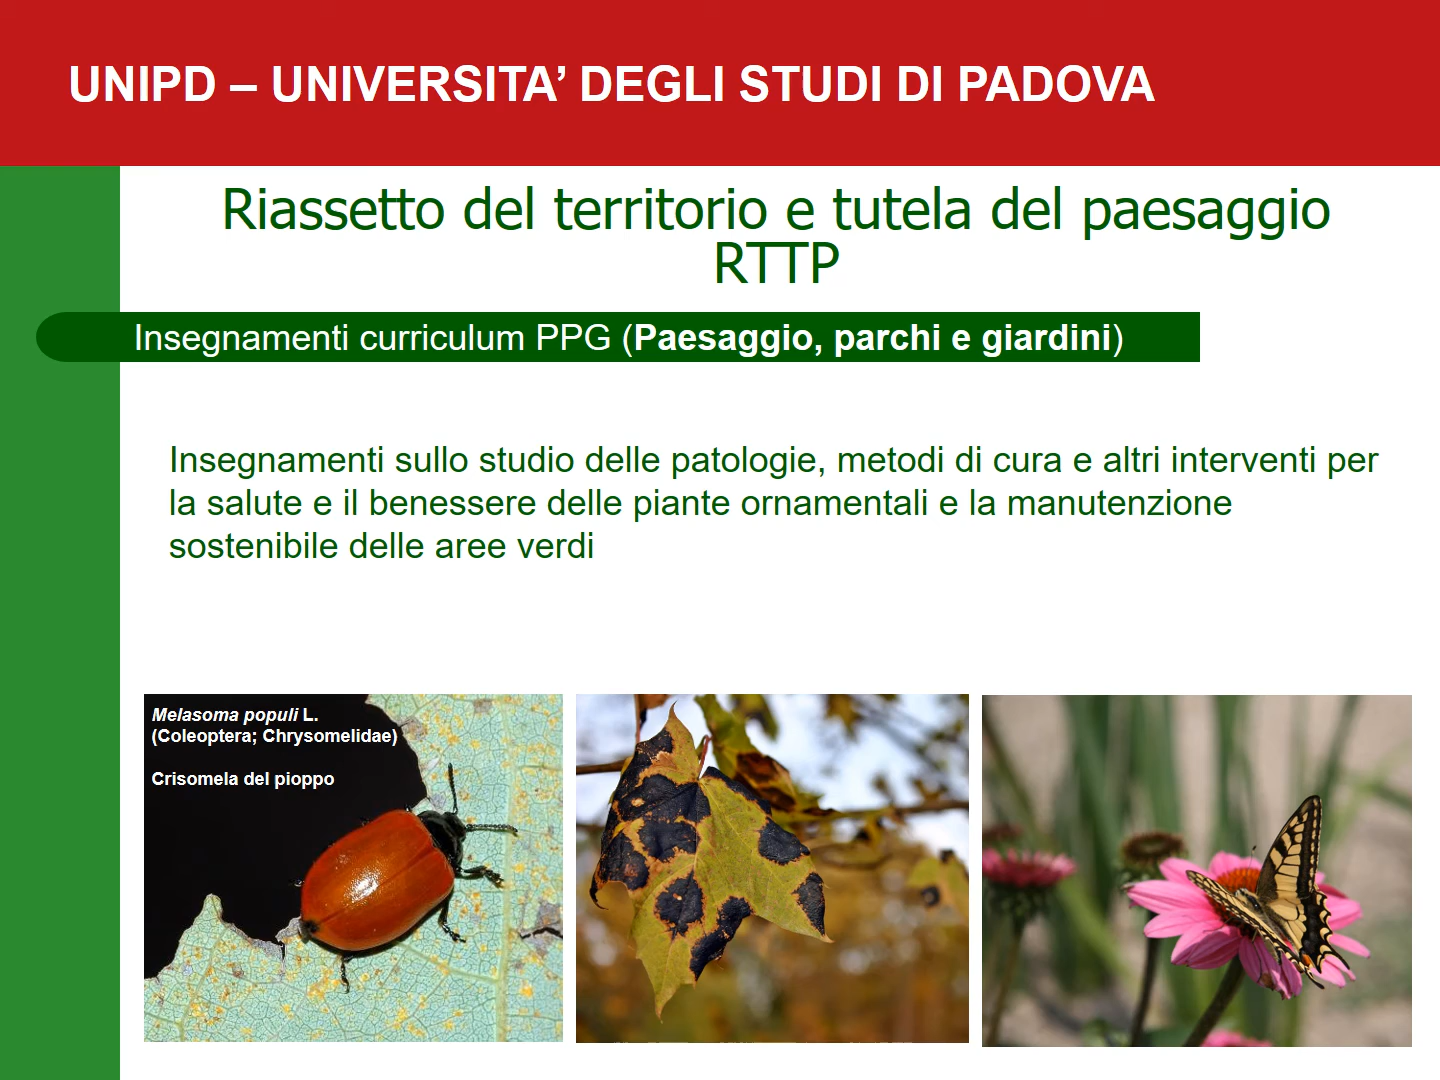 UNIPD – UNIVERSITA’ DEGLI STUDI DI PADOVA
Riassetto del territorio e tutela del paesaggio
RTTP
Insegnamenti curriculum PPG (Paesaggio, parchi e giardini)
Insegnamenti sullo studio delle patologie, metodi di cura e altri interventi per
la salute e il benessere delle piante ornamentali e la manutenzione
sostenibile delle aree verdi
Melasoma populi L.
(Coleoptera; Chrysomelidae)
Crisomela del pioppo